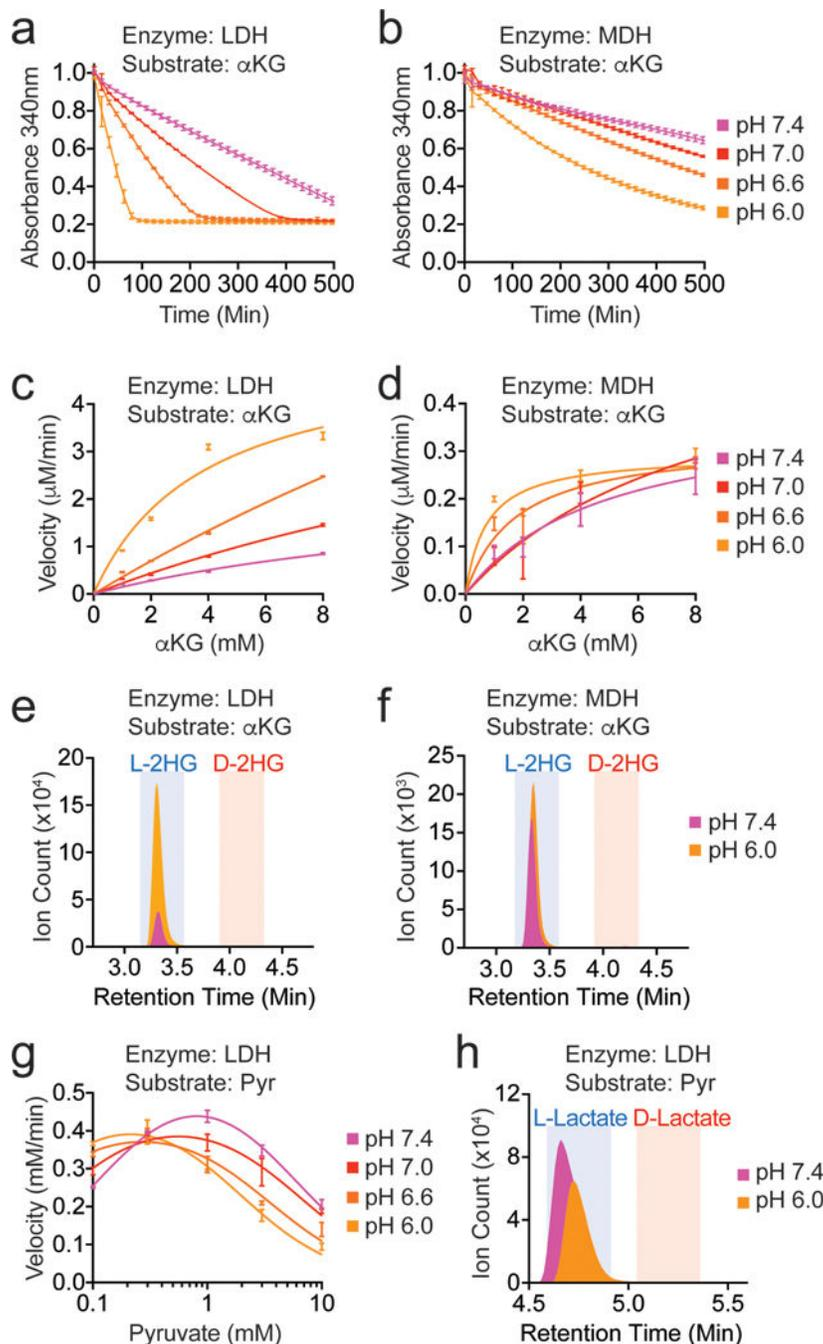 a
Enzyme: LDH
Substrate: αKG
Absorbance 340nm
1.0
0.8
0.6
0.4
0.2
0.0
0 100 200 300 400 500
Time (Min)
b
Enzyme: MDH
Substrate: αKG
Absorbance 340nm
1.0
0.8
0.6
0.4
0.2
0.0
0 100 200 300 400 500
Time (Min)
pH 7.4
pH 7.0
pH 6.6
pH 6.0
c
Enzyme: LDH
Substrate: αKG
Velocity (μM/min)
4
3
2
1
0
0 2 4 6 8
αKG (mM)
d
Enzyme: MDH
Substrate: αKG
Velocity (μM/min)
0.4
0.3
0.2
0.1
0.0
0 2 4 6 8
αKG (mM)
pH 7.4
pH 7.0
pH 6.6
pH 6.0
e
Enzyme: LDH
Substrate: αKG
L-2HG D-2HG
Ion Count (x10⁴)
20
15
10
5
0
3.0 3.5 4.0 4.5
Retention Time (Min)
f
Enzyme: MDH
Substrate: αKG
L-2HG D-2HG
Ion Count (x10³)
25
20
15
10
5
0
3.0 3.5 4.0 4.5
Retention Time (Min)
pH 7.4
pH 6.0
g
Enzyme: LDH
Substrate: Pyr
Velocity (mM/min)
0.5
0.4
0.3
0.2
0.1
0.0
0.1 1 10
Pyruvate (mM)
pH 7.4
pH 7.0
pH 6.6
pH 6.0
h
Enzyme: LDH
Substrate: Pyr
L-Lactate D-Lactate
Ion Count (x10⁴)
12
8
4
0
4.5 5.0 5.5
Retention Time (Min)
pH 7.4
pH 6.0